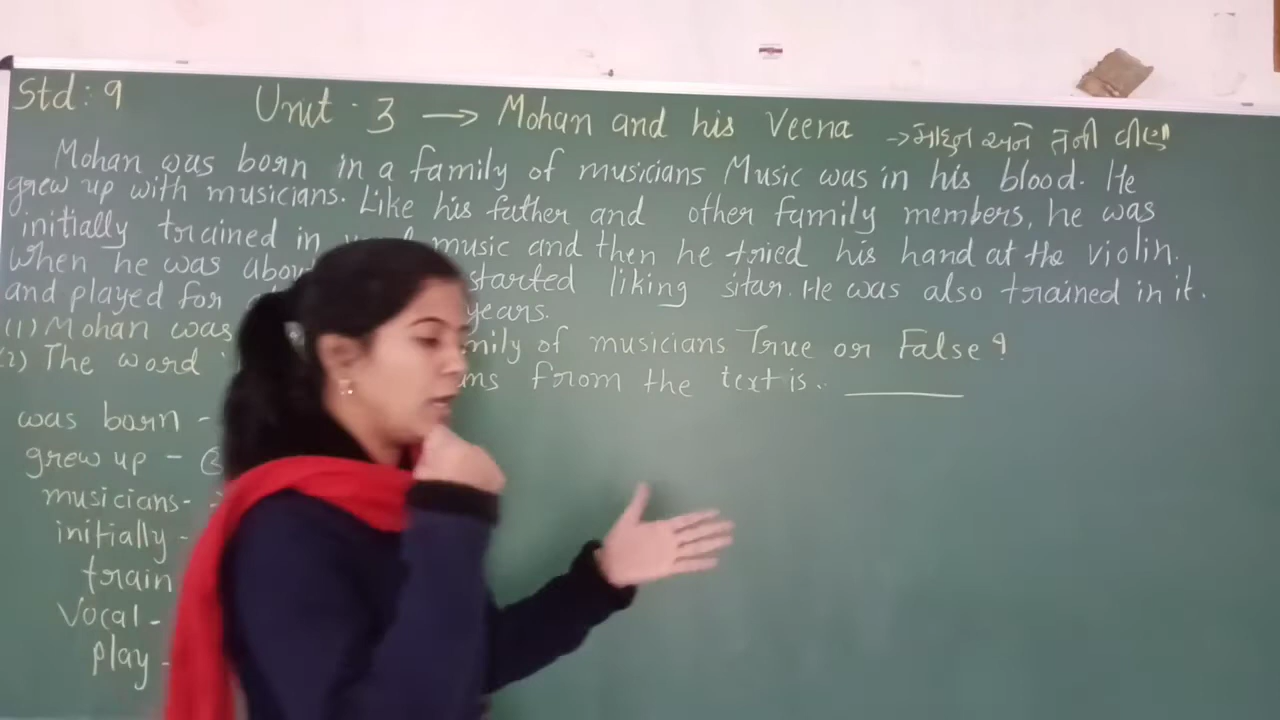 Std : 9
Unit - 3 → Mohan and his Veena → મોહન અને તેની વીણા
Mohan was born in a family of musicians Music was in his blood. He
grew up with musicians. Like his father and other family members, he was
initially trained in music and then he tried his hand at the violin.
When he was started liking sitar. He was also trained in it.
and played for years.
(1) Mohan was of musicians True or False ?
(2) The word from the text is.
was born -
grew up -
musicians -
initially -
train
Vocal -
play -